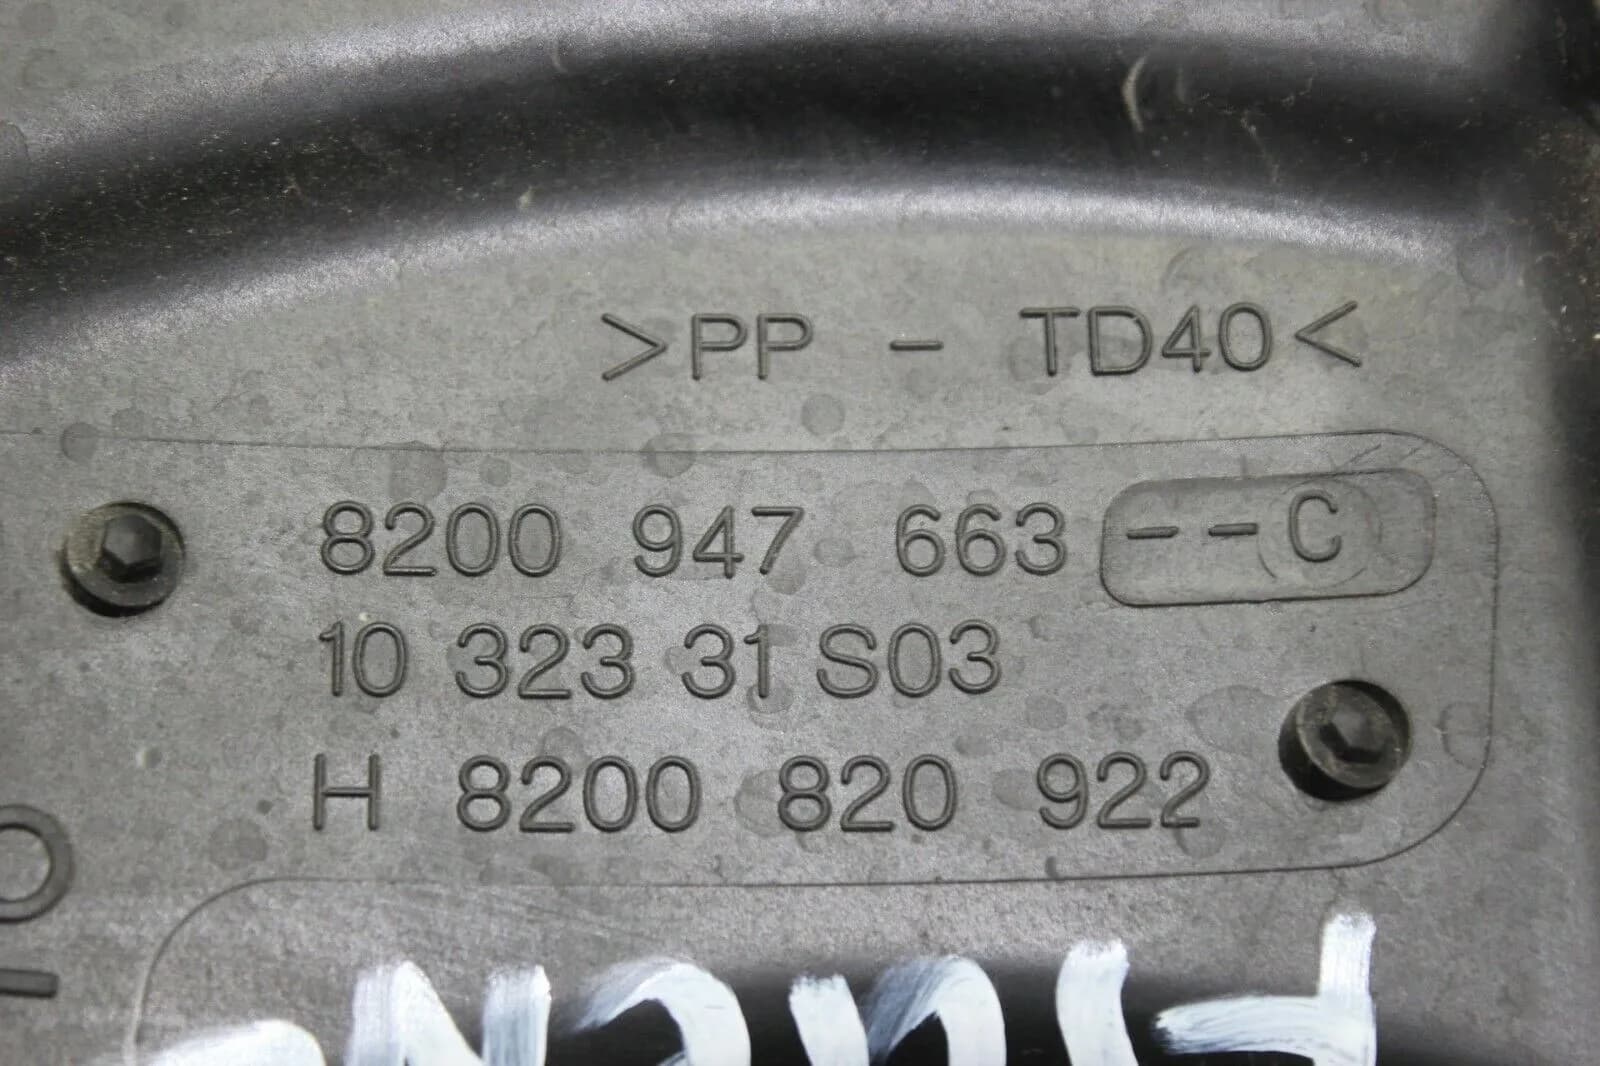 >PP - TD40<
8200 947 663 --C
10 323 31 S03
H 8200 820 922